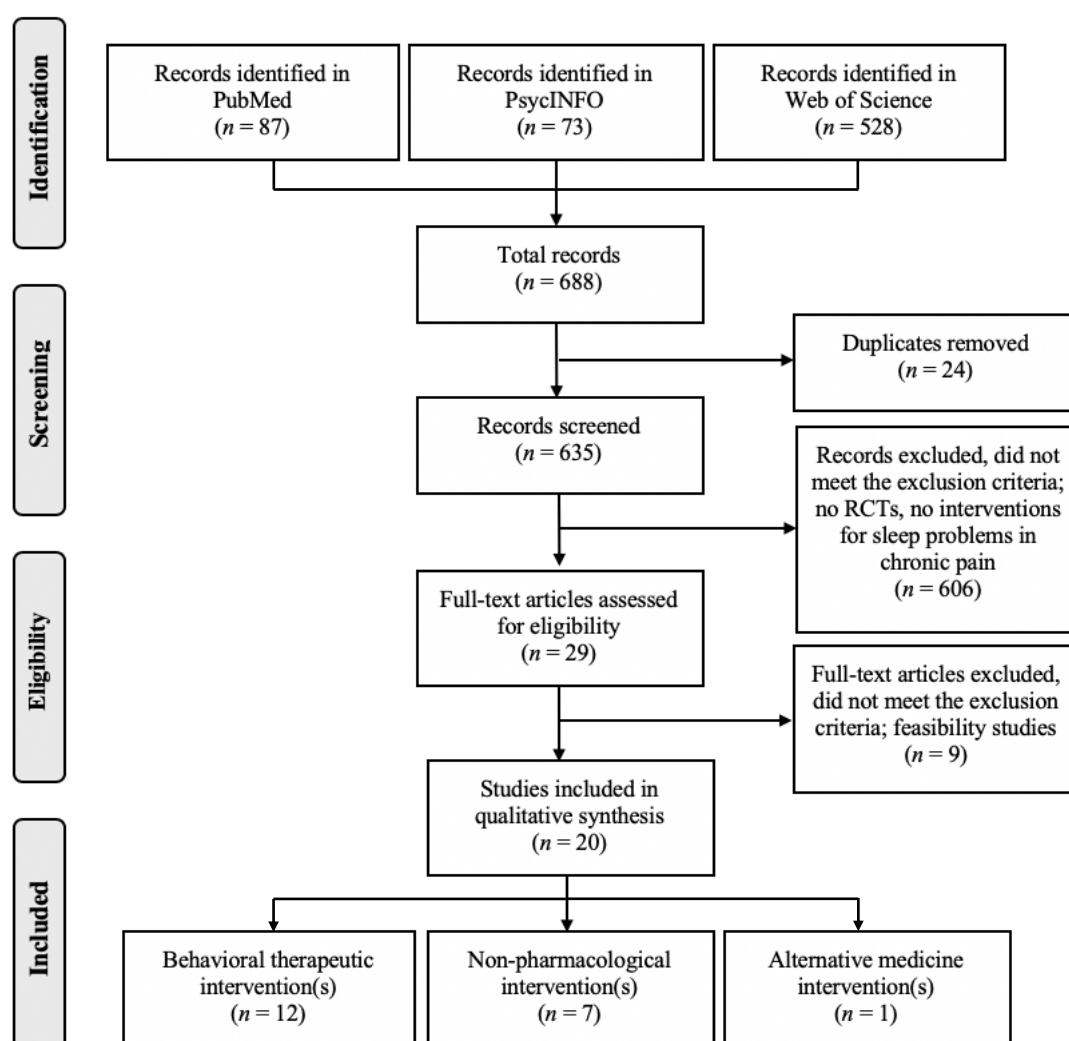 Identification
Records identified in
PubMed
(n = 87)
Records identified in
PsycINFO
(n = 73)
Records identified in
Web of Science
(n = 528)
Total records
(n = 688)
Screening
Duplicates removed
(n = 24)
Records screened
(n = 635)
Records excluded, did not
meet the exclusion criteria;
no RCTs, no interventions
for sleep problems in
chronic pain
(n = 606)
Eligibility
Full-text articles assessed
for eligibility
(n = 29)
Full-text articles excluded,
did not meet the exclusion
criteria; feasibility studies
(n = 9)
Studies included in
qualitative synthesis
(n = 20)
Included
Behavioral therapeutic
intervention(s)
(n = 12)
Non-pharmacological
intervention(s)
(n = 7)
Alternative medicine
intervention(s)
(n = 1)